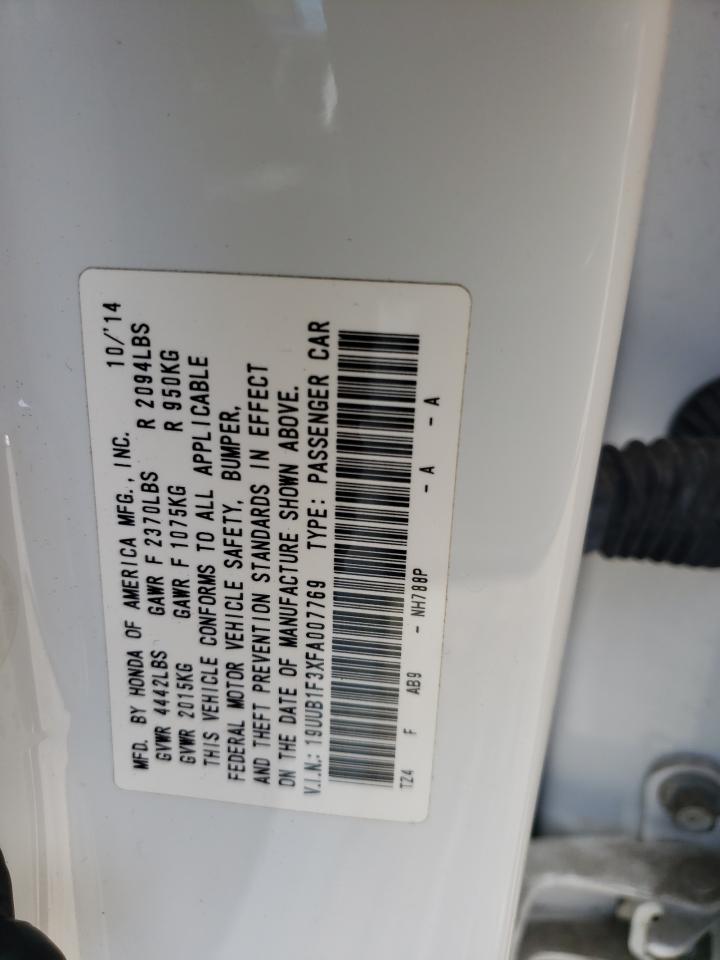 MFD. BY HONDA OF AMERICA MFG., INC. 10/'14
GVWR 4442LBS GAWR F 2370LBS R 2094LBS
GVWR 2015KG GAWR F 1075KG R 950KG
THIS VEHICLE CONFORMS TO ALL APPLICABLE
FEDERAL MOTOR VEHICLE SAFETY, BUMPER,
AND THEFT PREVENTION STANDARDS IN EFFECT
ON THE DATE OF MANUFACTURE SHOWN ABOVE.
V.I.N.: 19UUB1F3XFA007769 TYPE: PASSENGER CAR
TZ4 F AB9 - NH788P - A - A